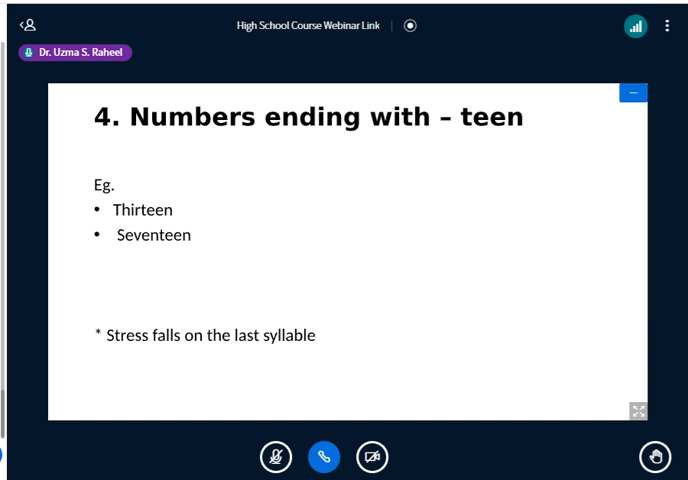 High School Course Webinar Link
Dr. Uzma S. Raheel
4. Numbers ending with – teen
Eg.
• Thirteen
• Seventeen
* Stress falls on the last syllable